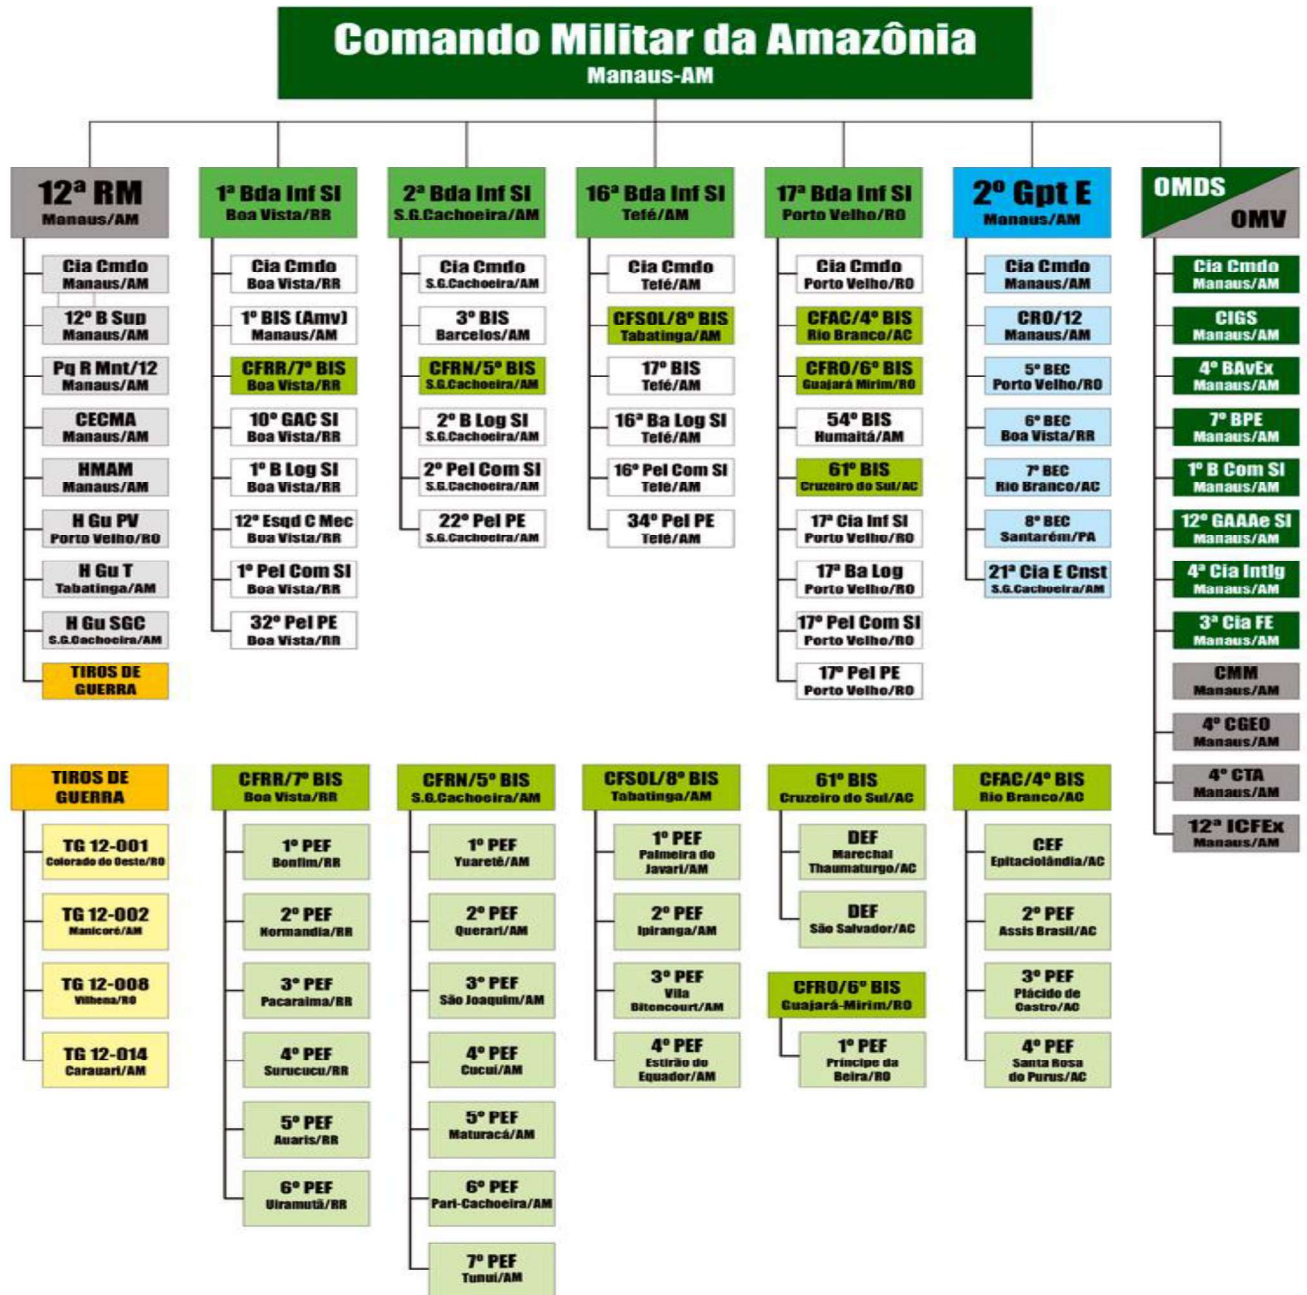 Comando Militar da Amazônia
Manaus-AM
12ª RM
Manaus/AM
Cia Cmdo
Manaus/AM
12º B Sup
Manaus/AM
Pq R Mnt/12
Manaus/AM
CECMA
Manaus/AM
HMAM
Manaus/AM
H Gu PV
Porto Velho/RO
H Gu T
Tabatinga/AM
H Gu SGC
S.G.Cachoeira/AM
TIROS DE
GUERRA
1ª Bda Inf SI
Boa Vista/RR
Cia Cmdo
Boa Vista/RR
1º BIS (Amv)
Manaus/AM
CFRR/7º BIS
Boa Vista/RR
10º GAC SI
Boa Vista/RR
1º B Log SI
Boa Vista/RR
12º Esqd C Mec
Boa Vista/RR
1º Pel Com SI
Boa Vista/RR
32º Pel PE
Boa Vista/RR
2ª Bda Inf SI
S.G.Cachoeira/AM
Cia Cmdo
S.G.Cachoeira/AM
3º BIS
Barcelos/AM
CFRN/5º BIS
S.G.Cachoeira/AM
2º B Log SI
S.G.Cachoeira/AM
2º Pel Com SI
S.G.Cachoeira/AM
22º Pel PE
S.G.Cachoeira/AM
16ª Bda Inf SI
Tefé/AM
Cia Cmdo
Tefé/AM
CFSOL/8º BIS
Tabatinga/AM
17º BIS
Tefé/AM
16ª Ba Log SI
Tefé/AM
16º Pel Com SI
Tefé/AM
34º Pel PE
Tefé/AM
17ª Bda Inf SI
Porto Velho/RO
Cia Cmdo
Porto Velho/RO
CFAC/4º BIS
Rio Branco/AC
CFRO/6º BIS
Guajará Mirim/RO
54º BIS
Humaitá/AM
61º BIS
Cruzeiro do Sul/AC
17ª Cia Inf SI
Porto Velho/RO
17ª Ba Log
Porto Velho/RO
17º Pel Com SI
Porto Velho/RO
17º Pel PE
Porto Velho/RO
2º Gpt E
Manaus/AM
Cia Cmdo
Manaus/AM
CRO/12
Manaus/AM
5º BEC
Porto Velho/RO
6º BEC
Boa Vista/RR
7º BEC
Rio Branco/AC
8º BEC
Santarém/PA
21ª Cia E Cnst
S.G.Cachoeira/AM
OMDS
OMV
Cia Cmdo
Manaus/AM
CIGS
Manaus/AM
4º BAvEx
Manaus/AM
7º BPE
Manaus/AM
1º B Com SI
Manaus/AM
12º GAAAe SI
Manaus/AM
4ª Cia Intlg
Manaus/AM
3ª Cia FE
Manaus/AM
CMM
Manaus/AM
4º CGEO
Manaus/AM
4º CTA
Manaus/AM
12ª ICFEx
Manaus/AM
TIROS DE
GUERRA
TG 12-001
Colorado do Oeste/RO
TG 12-002
Manicoré/AM
TG 12-008
Vilhena/RO
TG 12-014
Carauari/AM
CFRR/7º BIS
Boa Vista/RR
1º PEF
Bonfim/RR
2º PEF
Normandia/RR
3º PEF
Pacaraima/RR
4º PEF
Surucucu/RR
5º PEF
Auaris/RR
6º PEF
Uiramutã/RR
CFRN/5º BIS
S.G.Cachoeira/AM
1º PEF
Yuaretê/AM
2º PEF
Querari/AM
3º PEF
São Joaquim/AM
4º PEF
Cucuí/AM
5º PEF
Maturacá/AM
6º PEF
Pari-Cachoeira/AM
7º PEF
Tunuí/AM
CFSOL/8º BIS
Tabatinga/AM
1º PEF
Palmeira do
Javari/AM
2º PEF
Ipiranga/AM
3º PEF
Vila
Bitencourt/AM
4º PEF
Estirão do
Equador/AM
61º BIS
Cruzeiro do Sul/AC
DEF
Marechal
Thaumaturgo/AC
DEF
São Salvador/AC
CFRO/6º BIS
Guajará-Mirim/RO
1º PEF
Príncipe da
Beira/RO
CFAC/4º BIS
Rio Branco/AC
CEF
Epitaciolândia/AC
2º PEF
Assis Brasil/AC
3º PEF
Plácido de
Castro/AC
4º PEF
Santa Rosa
do Purus/AC